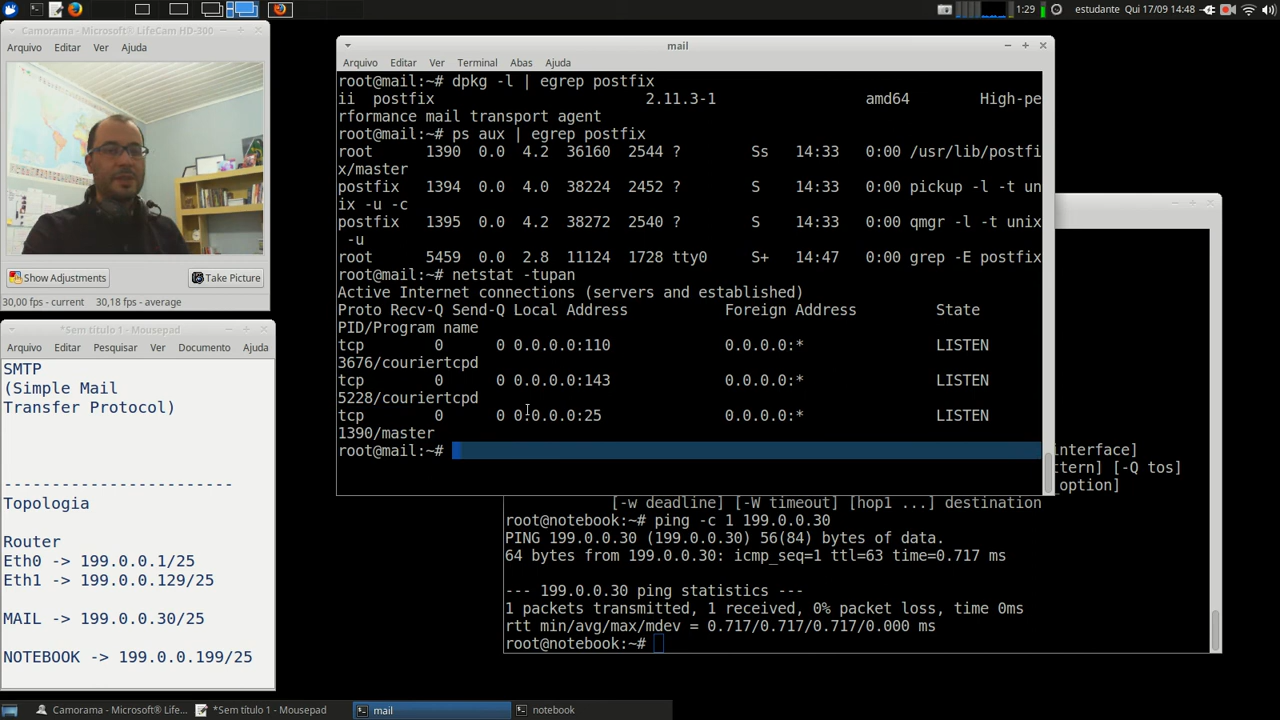 1:29
estudante
Qui 17/09 14:48
Camorama - Microsoft® LifeCam HD-300
Arquivo Editar Ver Ajuda
Show Adjustments
Take Picture
30,00 fps - current
30,18 fps - average
*Sem título 1 - Mousepad
Arquivo Editar Pesquisar Ver Documento Ajuda
SMTP
(Simple Mail
Transfer Protocol)
------------------------
Topologia
Router
Eth0 -> 199.0.0.1/25
Eth1 -> 199.0.0.129/25
MAIL -> 199.0.0.30/25
NOTEBOOK -> 199.0.0.199/25
mail
Arquivo Editar Ver Terminal Abas Ajuda
root@mail:~# dpkg -l | egrep postfix
ii postfix 2.11.3-1 amd64 High-pe
rformance mail transport agent
root@mail:~# ps aux | egrep postfix
root 1390 0.0 4.2 36160 2544 ? Ss 14:33 0:00 /usr/lib/postfi
x/master
postfix 1394 0.0 4.0 38224 2452 ? S 14:33 0:00 pickup -l -t un
ix -u -c
postfix 1395 0.0 4.2 38272 2540 ? S 14:33 0:00 qmgr -l -t unix
-u
root 5459 0.0 2.8 11124 1728 tty0 S+ 14:47 0:00 grep -E postfix
root@mail:~# netstat -tupan
Active Internet connections (servers and established)
Proto Recv-Q Send-Q Local Address Foreign Address State
PID/Program name
tcp 0 0 0.0.0.0:110 0.0.0.0:* LISTEN
3676/couriertcpd
tcp 0 0 0.0.0.0:143 0.0.0.0:* LISTEN
5228/couriertcpd
tcp 0 0 0.0.0.0:25 0.0.0.0:* LISTEN
1390/master
root@mail:~#
interface]
tern] [-Q tos]
option]
[-w deadline] [-W timeout] [hop1 ...] destination
root@notebook:~# ping -c 1 199.0.0.30
PING 199.0.0.30 (199.0.0.30) 56(84) bytes of data.
64 bytes from 199.0.0.30: icmp_seq=1 ttl=63 time=0.717 ms
--- 199.0.0.30 ping statistics ---
1 packets transmitted, 1 received, 0% packet loss, time 0ms
rtt min/avg/max/mdev = 0.717/0.717/0.717/0.000 ms
root@notebook:~#
Camorama - Microsoft® LifeCa...
*Sem título 1 - Mousepad
mail
notebook